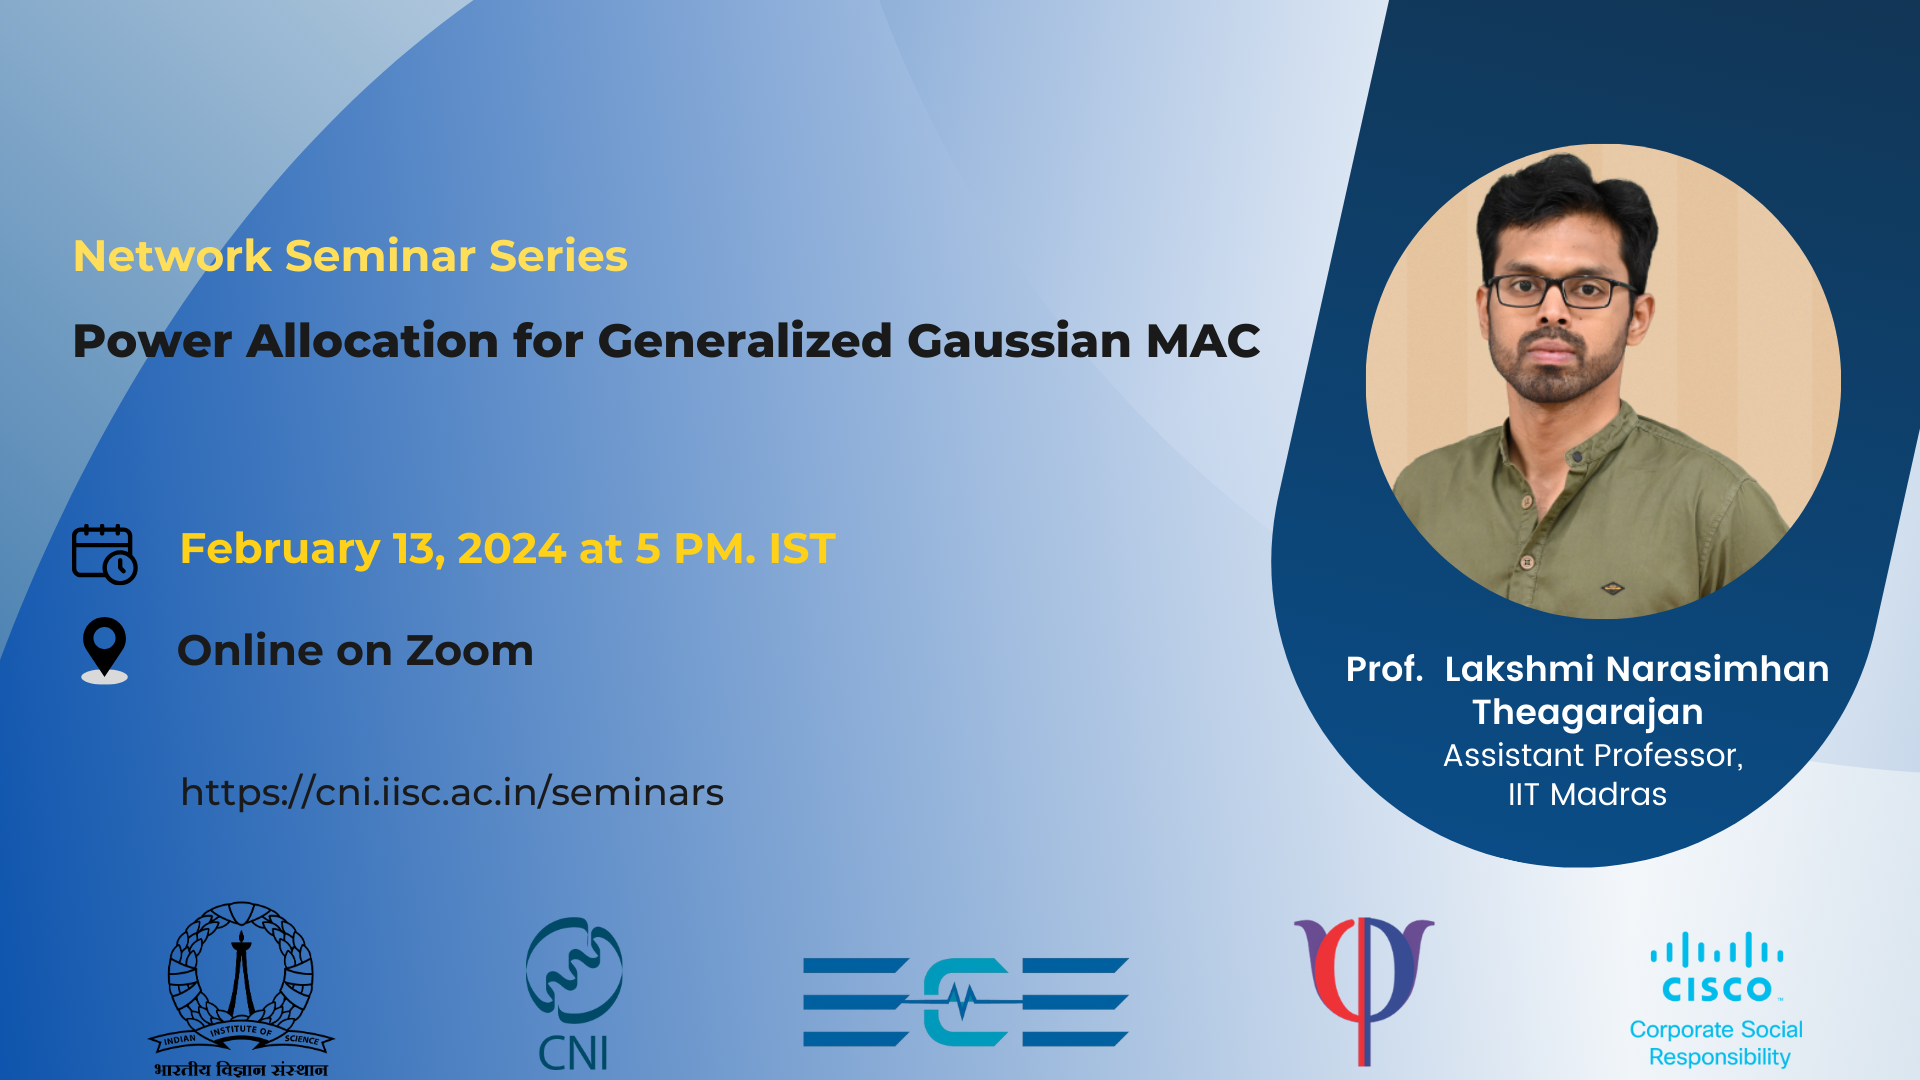 Network Seminar Series
Power Allocation for Generalized Gaussian MAC
February 13, 2024 at 5 PM. IST
Online on Zoom
https://cni.iisc.ac.in/seminars
Prof. Lakshmi Narasimhan
Theagarajan
Assistant Professor,
IIT Madras
INDIAN INSTITUTE OF SCIENCE
भारतीय विज्ञान संस्थान
CNI
ECE
CISCO
Corporate Social
Responsibility